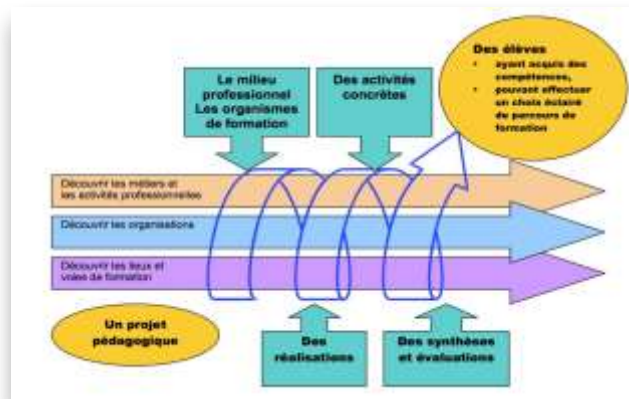 Le milieu
professionnel
Les organismes
de formation
Des activités
concrètes
Des élèves
• ayant acquis des
compétences,
• pouvant effectuer
un choix éclairé
de parcours de
formation
Découvrir les métiers et
les activités professionnelles
Découvrir les organisations
Découvrir les lieux et
voies de formation
Un projet
pédagogique
Des
réalisations
Des synthèses
et évaluations